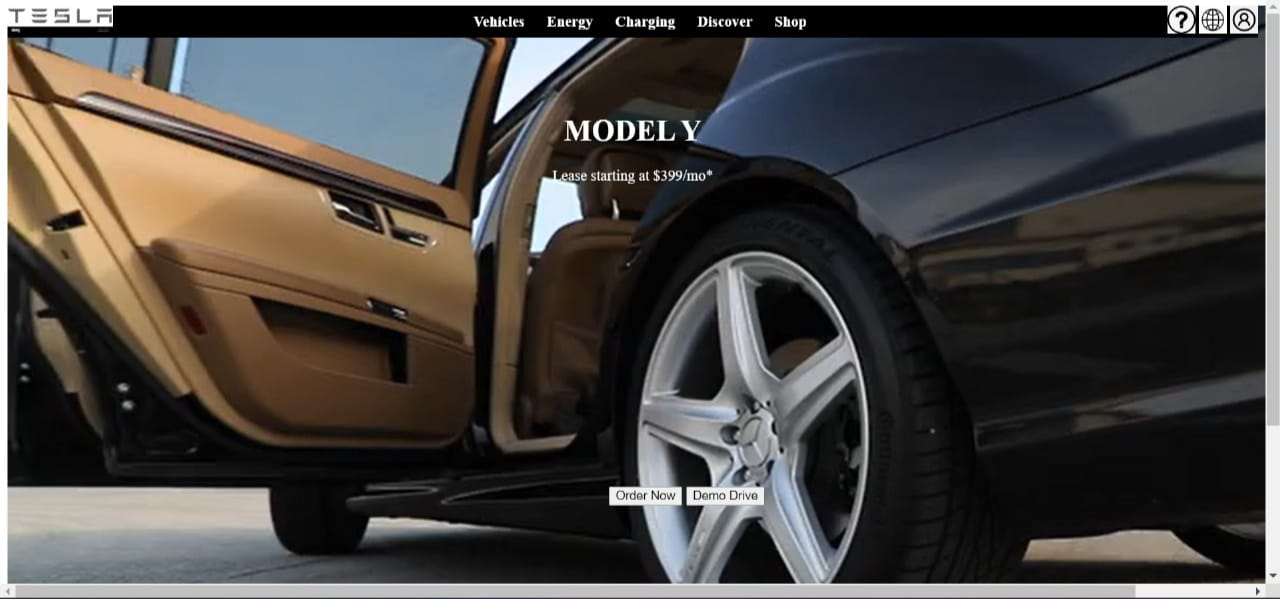 TESLA
Vehicles Energy Charging Discover Shop
?
MODEL Y
Lease starting at $399/mo*
Order Now Demo Drive